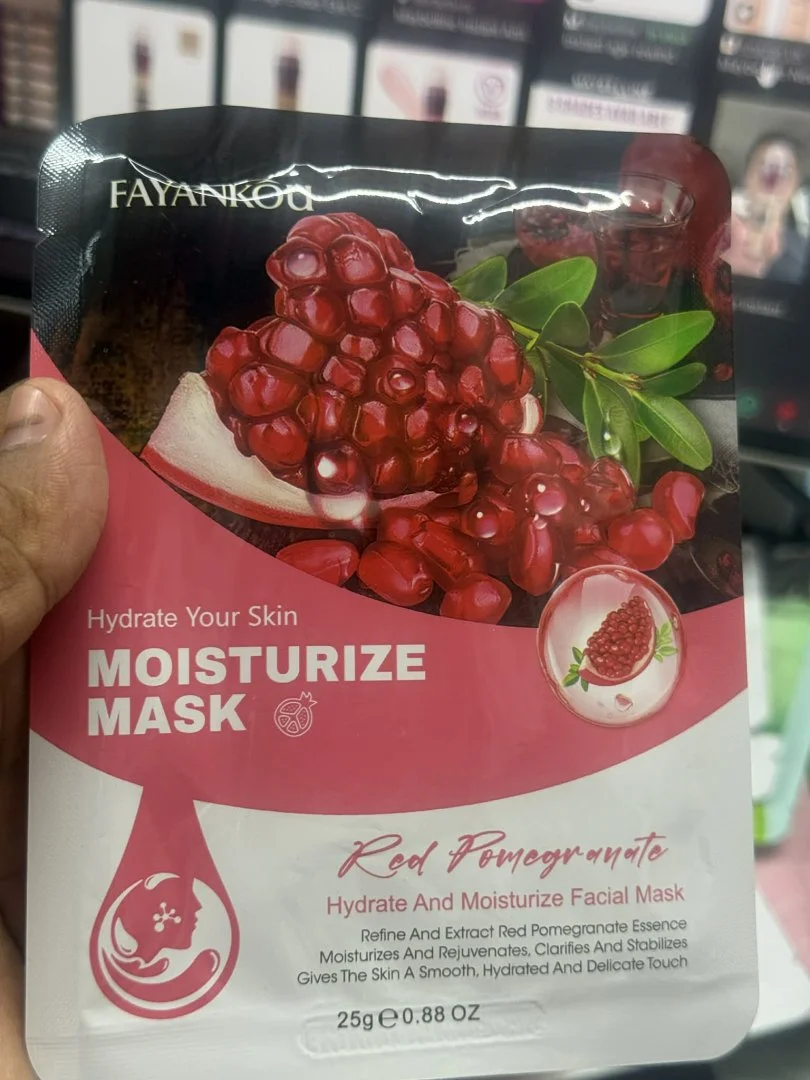 FAYANKOU
Hydrate Your Skin
MOISTURIZE
MASK
Red Pomegranate
Hydrate And Moisturize Facial Mask
Refine And Extract Red Pomegranate Essence
Moisturizes And Rejuvenates, Clarifies And Stabilizes
Gives The Skin A Smooth, Hydrated And Delicate Touch
25g℮0.88 OZ